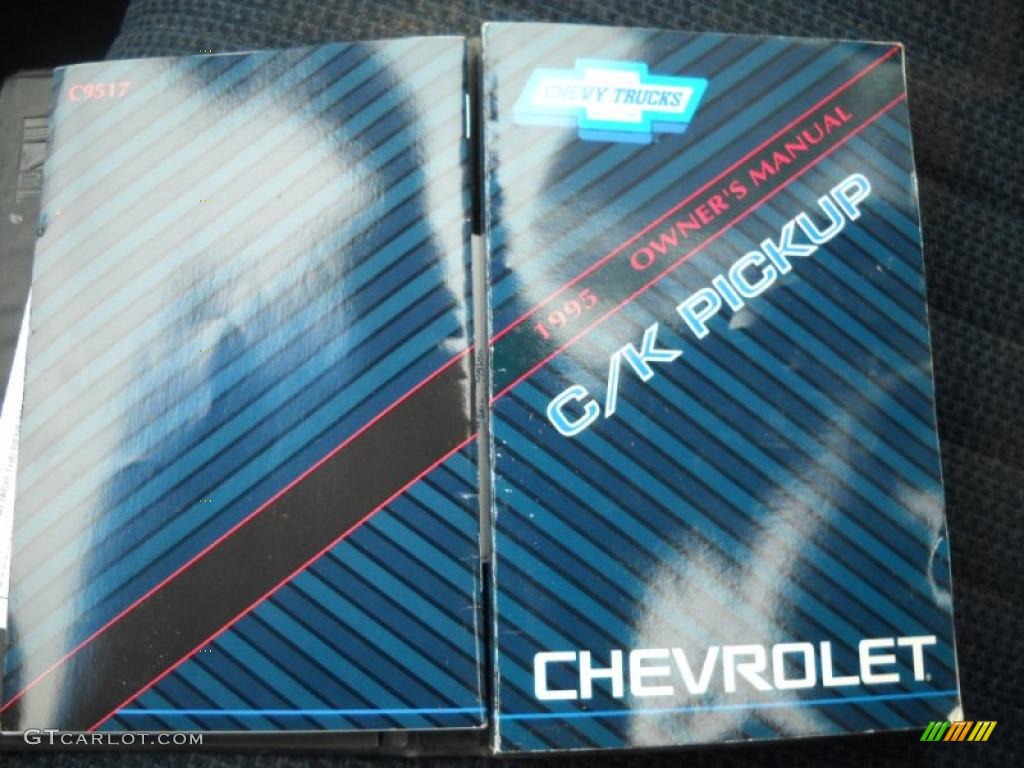 C9517
CHEVY TRUCKS
1995 OWNER'S MANUAL
C/K PICKUP
CHEVROLET
GTCARLOT.COM